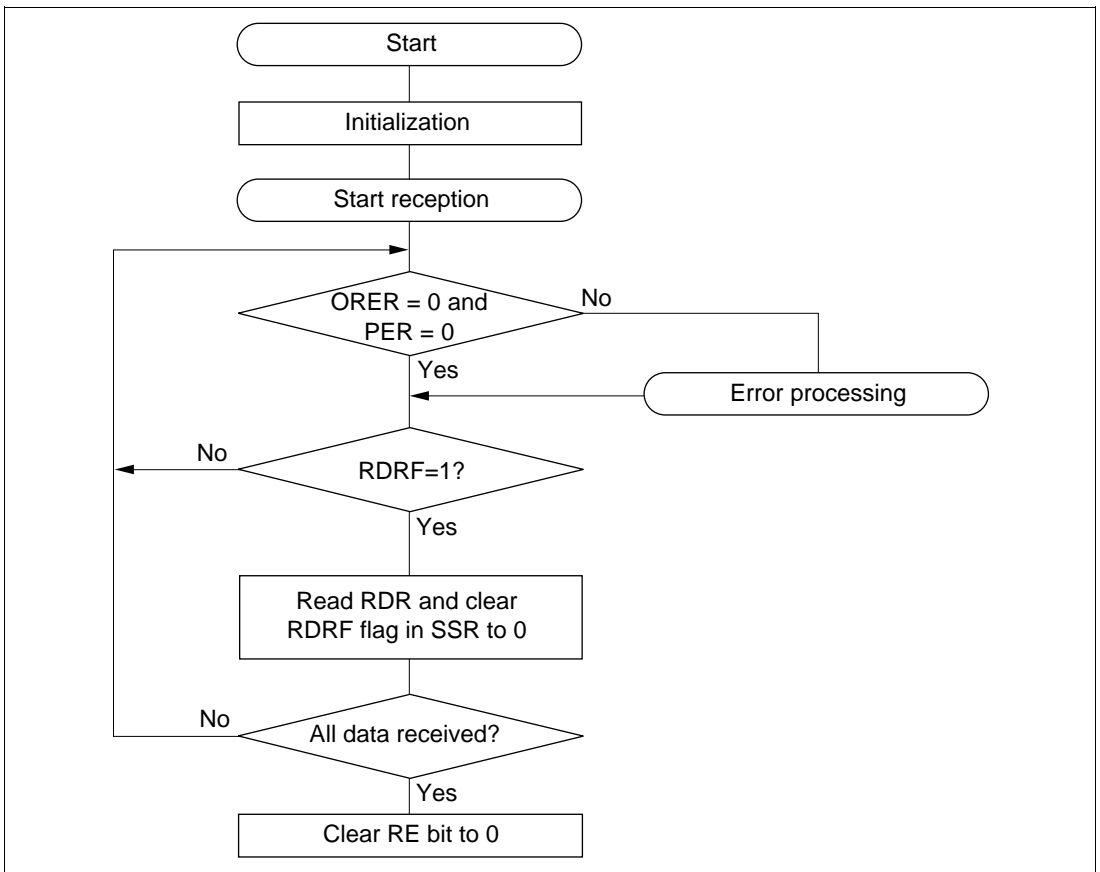 Start
Initialization
Start reception
ORER = 0 and
PER = 0
No
Yes
Error processing
No
RDRF=1?
Yes
Read RDR and clear
RDRF flag in SSR to 0
No
All data received?
Yes
Clear RE bit to 0